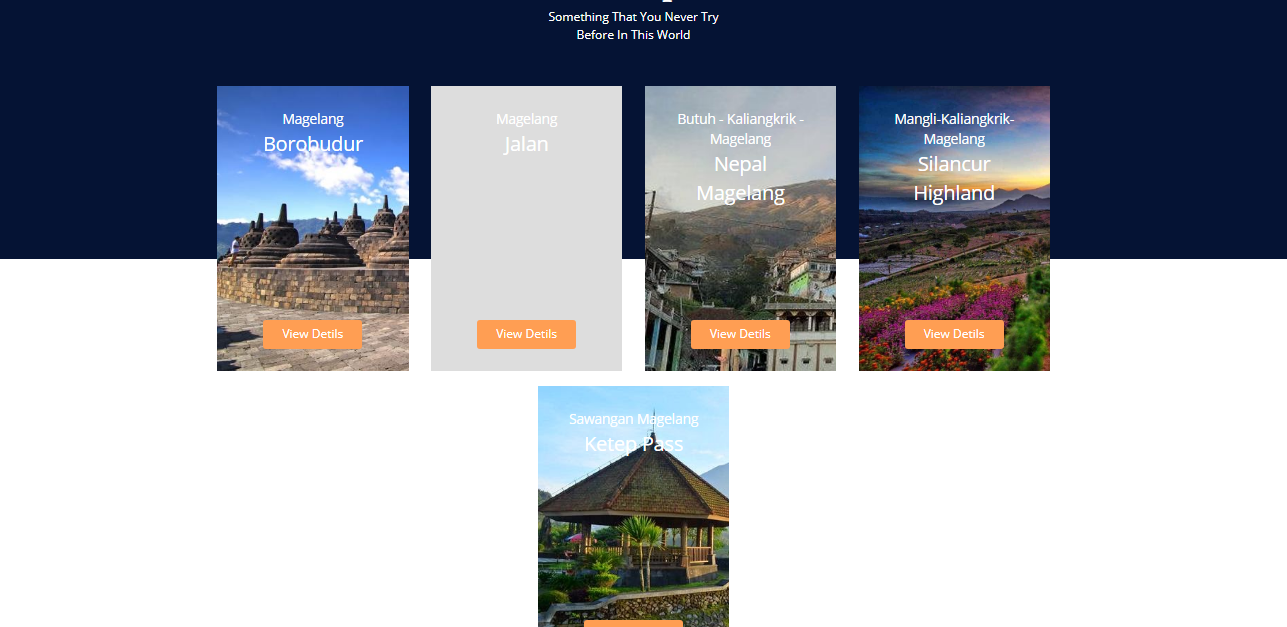 Something That You Never Try
Before In This World
Magelang
Borobudur
View Detils
Magelang
Jalan
View Detils
Butuh - Kaliangkrik -
Magelang
Nepal
Magelang
View Detils
Mangli-Kaliangkrik-
Magelang
Silancur
Highland
View Detils
Sawangan Magelang
Ketep Pass